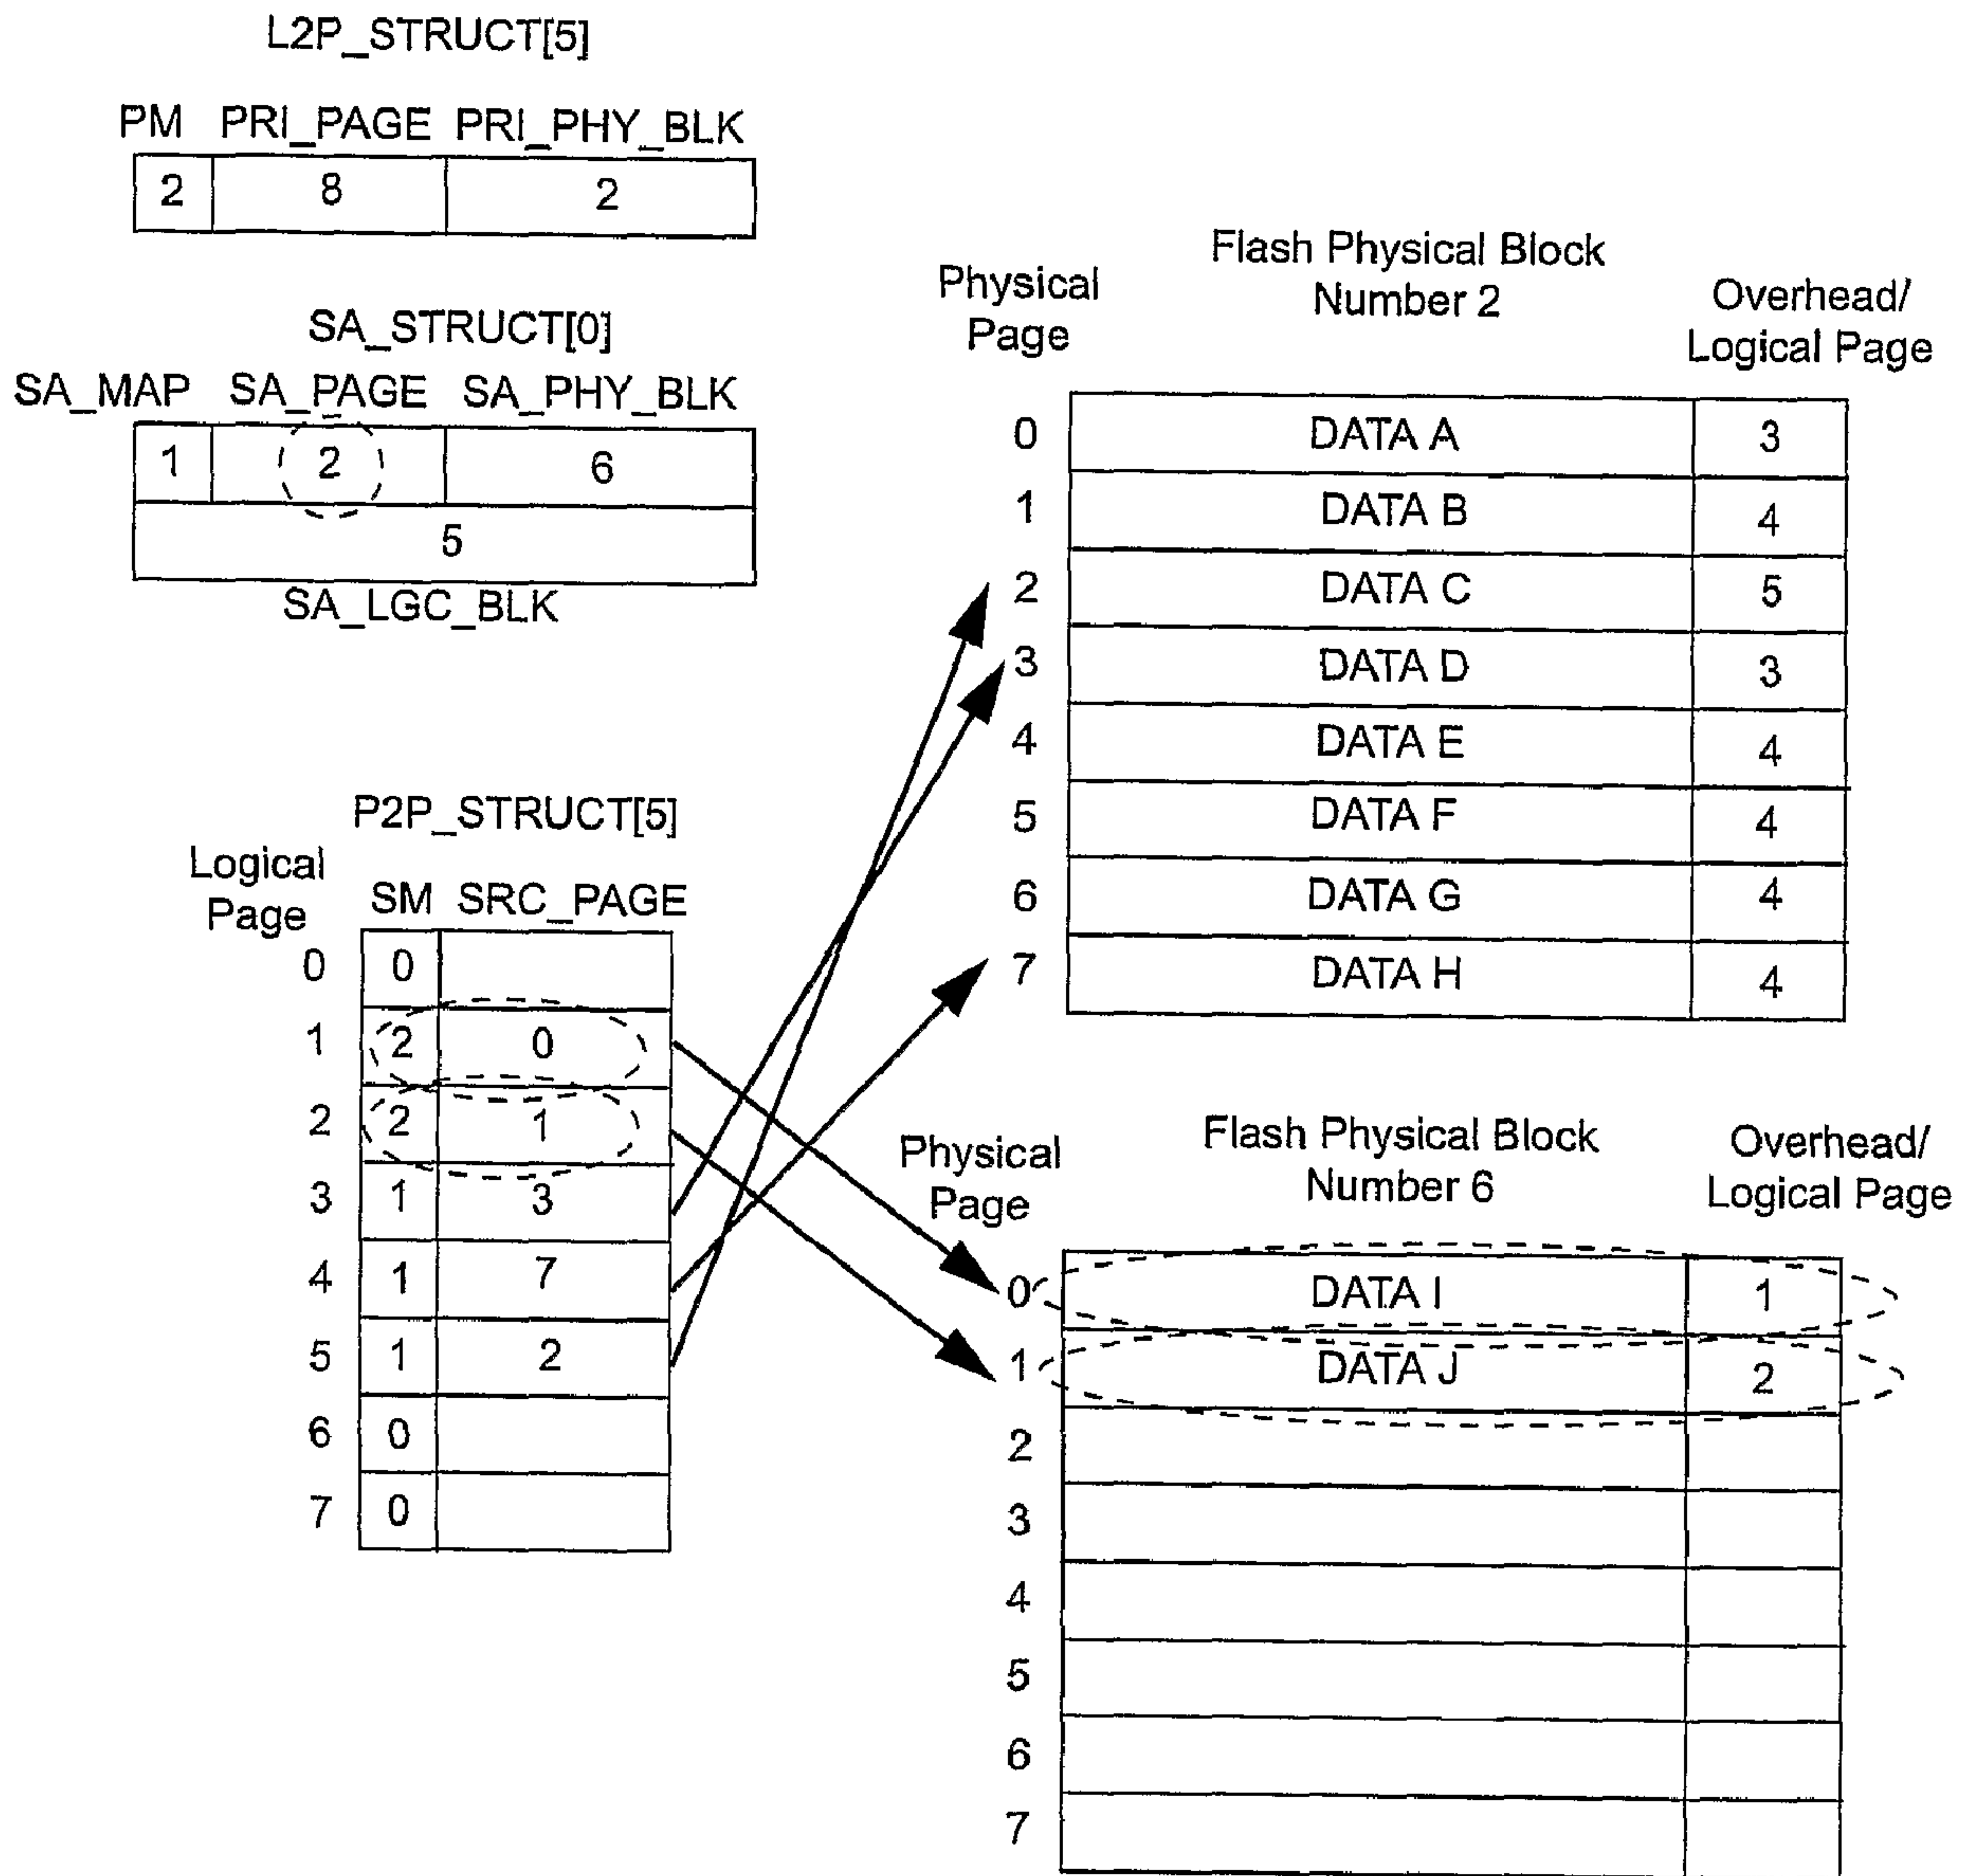 L2P_STRUCT[5]
PM PRI_PAGE PRI_PHY_BLK
2 8 2
SA_STRUCT[0]
SA_MAP SA_PAGE SA_PHY_BLK
1 2 6
5
SA_LGC_BLK
P2P_STRUCT[5]
Logical
Page
SM SRC_PAGE
0 0
1 2 0
2 2 1
3 1 3
4 1 7
5 1 2
6 0
7 0
Physical
Page
Flash Physical Block
Number 2
Overhead/
Logical Page
0 DATA A 3
1 DATA B 4
2 DATA C 5
3 DATA D 3
4 DATA E 4
5 DATA F 4
6 DATA G 4
7 DATA H 4
Physical
Page
Flash Physical Block
Number 6
Overhead/
Logical Page
0 DATA I 1
1 DATA J 2
2
3
4
5
6
7